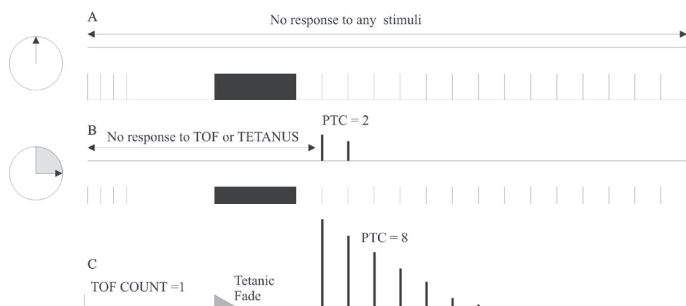 A
No response to any stimuli
B
PTC = 2
No response to TOF or TETANUS
PTC = 8
C
TOF COUNT =1
Tetanic
Fade